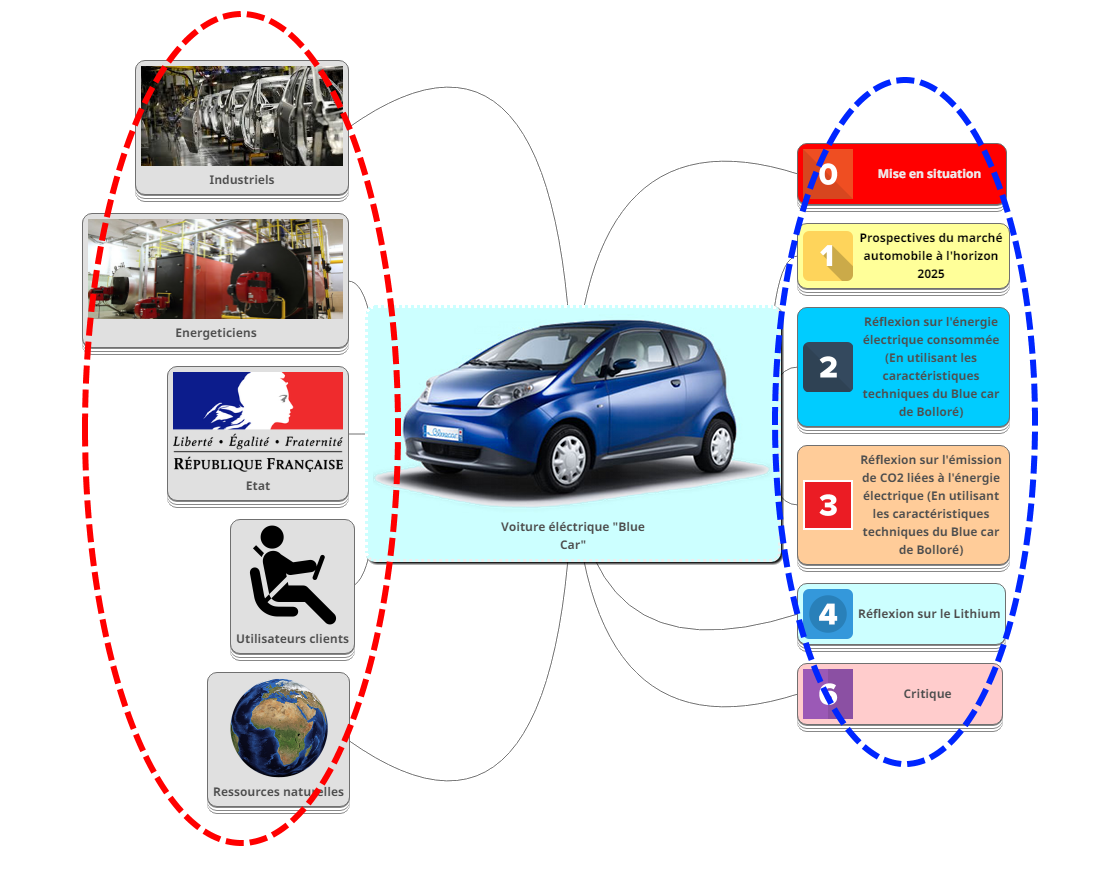 Industriels
Energeticiens
Liberté • Égalité • Fraternité
RÉPUBLIQUE FRANÇAISE
Etat
Utilisateurs clients
Ressources naturelles
Bluecar
Voiture éléctrique "Blue
Car"
0
Mise en situation
1
Prospectives du marché
automobile à l'horizon
2025
2
Réflexion sur l'énergie
électrique consommée
(En utilisant les
caractéristiques
techniques du Blue car
de Bolloré)
3
Réflexion sur l'émission
de CO2 liées à l'énergie
électrique (En utilisant
les caractéristiques
techniques du Blue car
de Bolloré)
4
Réflexion sur le Lithium
6
Critique